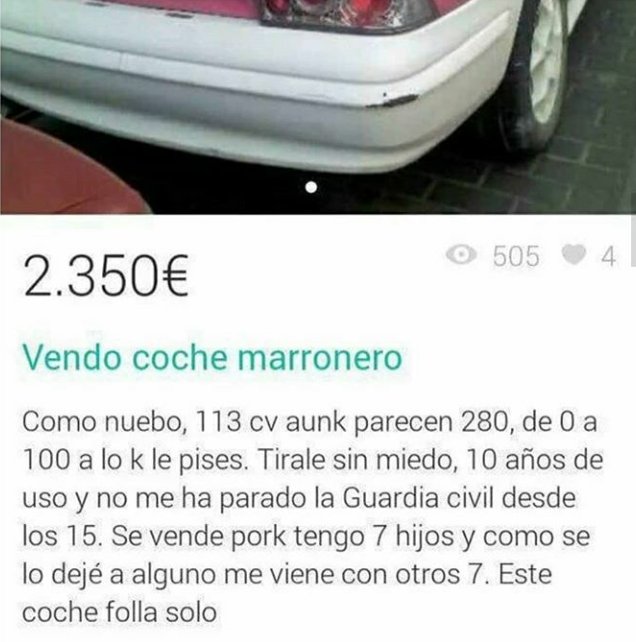 2.350€
505
4
Vendo coche marronero
Como nuebo, 113 cv aunk parecen 280, de 0 a
100 a lo k le pises. Tirale sin miedo, 10 años de
uso y no me ha parado la Guardia civil desde
los 15. Se vende pork tengo 7 hijos y como se
lo dejé a alguno me viene con otros 7. Este
coche folla solo